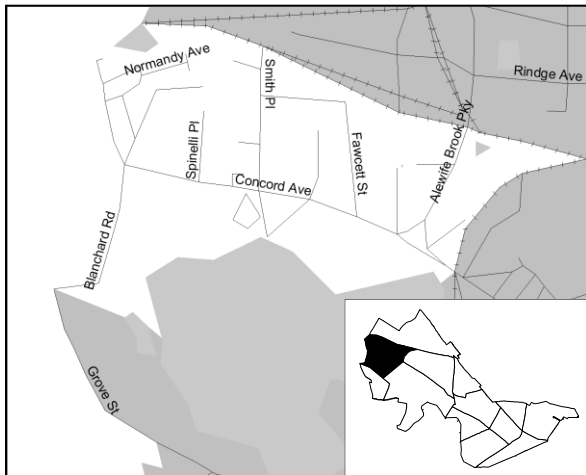 Normandy Ave
Smith Pl
Rindge Ave
Alewife Brook Pky
Spinelli Pl
Fawcett St
Concord Ave
Blanchard Rd
Grove St